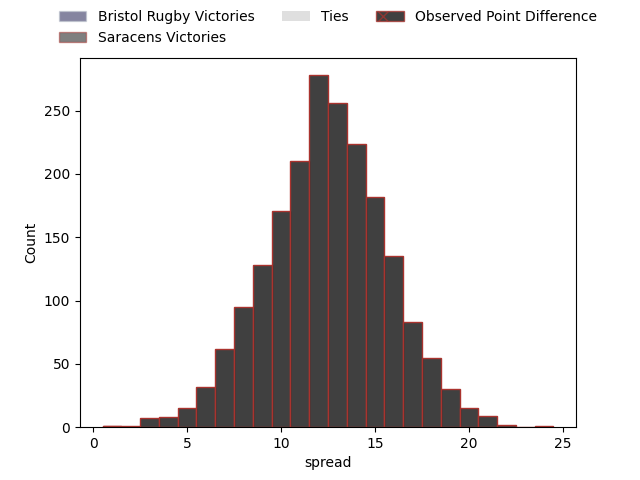 Bristol Rugby Victories
Ties
Observed Point Difference
Saracens Victories
250
200
150
100
50
0
Count
0
5
10
15
20
25
spread